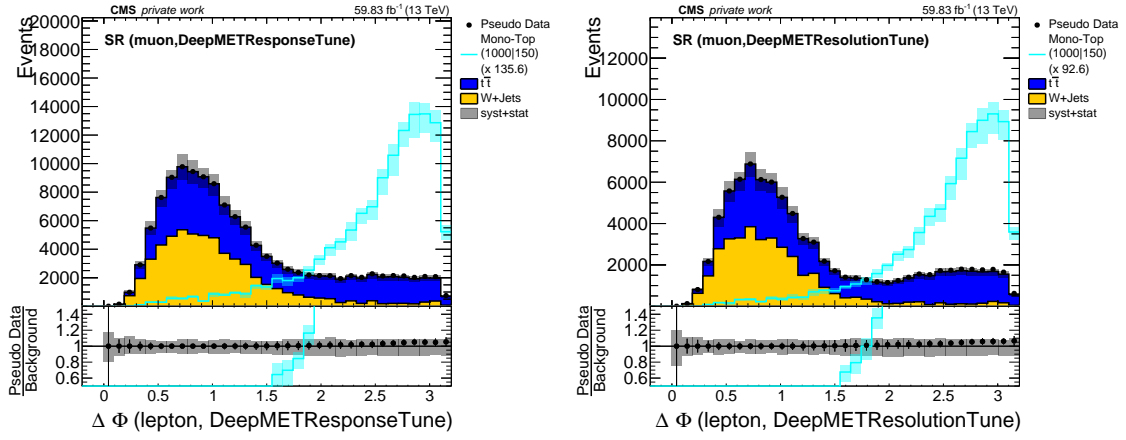 CMS private work 59.83 fb⁻¹ (13 TeV)
SR (muon,DeepMETResponseTune)
Events
20000
18000
16000
14000
12000
10000
8000
6000
4000
2000
Pseudo Data
Mono-Top
(1000|150)
(x 135.6)
t t̅
W+Jets
syst+stat
Pseudo Data
Background
1.4
1.2
1
0.8
0.6
0 0.5 1 1.5 2 2.5 3
Δ Φ (lepton, DeepMETResponseTune)
CMS private work 59.83 fb⁻¹ (13 TeV)
SR (muon,DeepMETResolutionTune)
Events
12000
10000
8000
6000
4000
2000
Pseudo Data
Mono-Top
(1000|150)
(x 92.6)
t t̅
W+Jets
syst+stat
Pseudo Data
Background
1.4
1.2
1
0.8
0.6
0 0.5 1 1.5 2 2.5 3
Δ Φ (lepton, DeepMETResolutionTune)